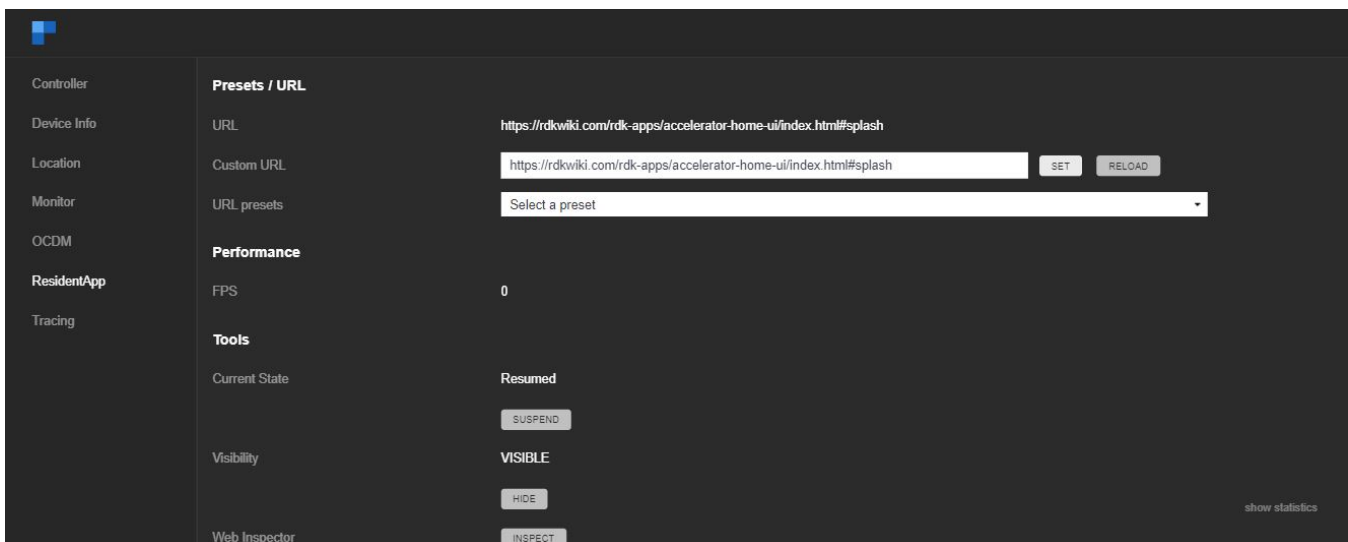 Controller
Device Info
Location
Monitor
OCDM
ResidentApp
Tracing
Presets / URL
URL https://rdkwiki.com/rdk-apps/accelerator-home-ui/index.html#splash
Custom URL https://rdkwiki.com/rdk-apps/accelerator-home-ui/index.html#splash SET RELOAD
URL presets Select a preset
Performance
FPS 0
Tools
Current State Resumed
SUSPEND
Visibility VISIBLE
HIDE
Web Inspector INSPECT
show statistics